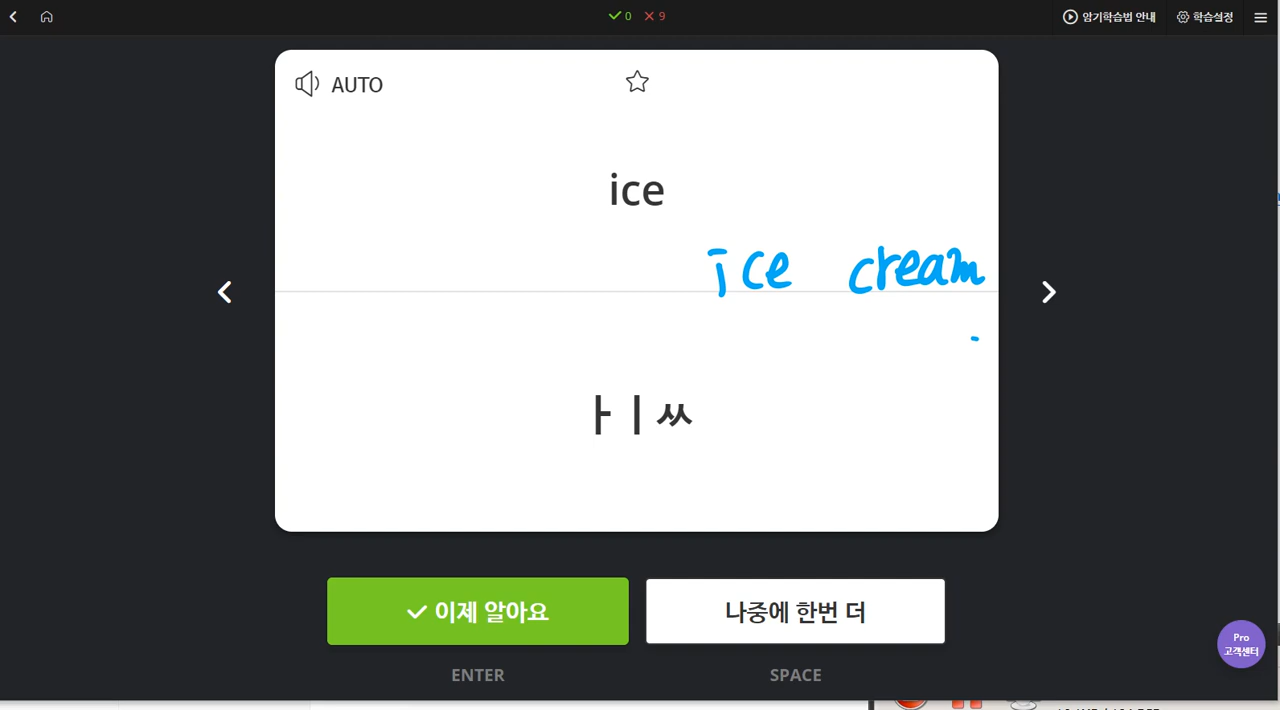 0 9 암기학습법 안내 학습설정
AUTO
ice
ice cream
ㅏㅣㅆ
이제 알아요 나중에 한번 더
Pro
고객센터
ENTER SPACE